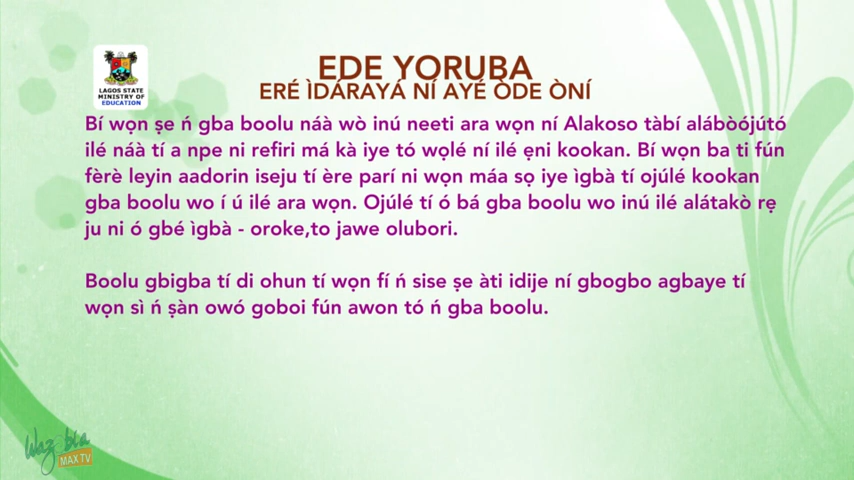 LAGOS STATE
MINISTRY OF
EDUCATION
EDE YORUBA
ERÉ ÌDÁRAYÁ NÍ AYÉ ÒDE ÒNÍ
Bí wọn ṣe ń gba boolu náà wò inú neeti ara wọn ní Alakoso tàbí alábòójútó
ilé náà tí a npe ni refiri má kà iye tó wọlé ní ilé ẹni kookan. Bí wọn ba ti fún
fèrè leyin aadorin iseju tí ère parí ni wọn máa sọ iye ìgbà tí ojúlé kookan
gba boolu wo í ú ilé ara wọn. Ojúlé tí ó bá gba boolu wo inú ilé alátakò rẹ
ju ni ó gbé ìgbà - oroke,to jawe olubori.
Boolu gbigba tí di ohun tí wọn fí ń sise ṣe àti idije ní gbogbo agbaye tí
wọn sì ń ṣàn owó goboi fún awon tó ń gba boolu.
Wazobia
MAX TV